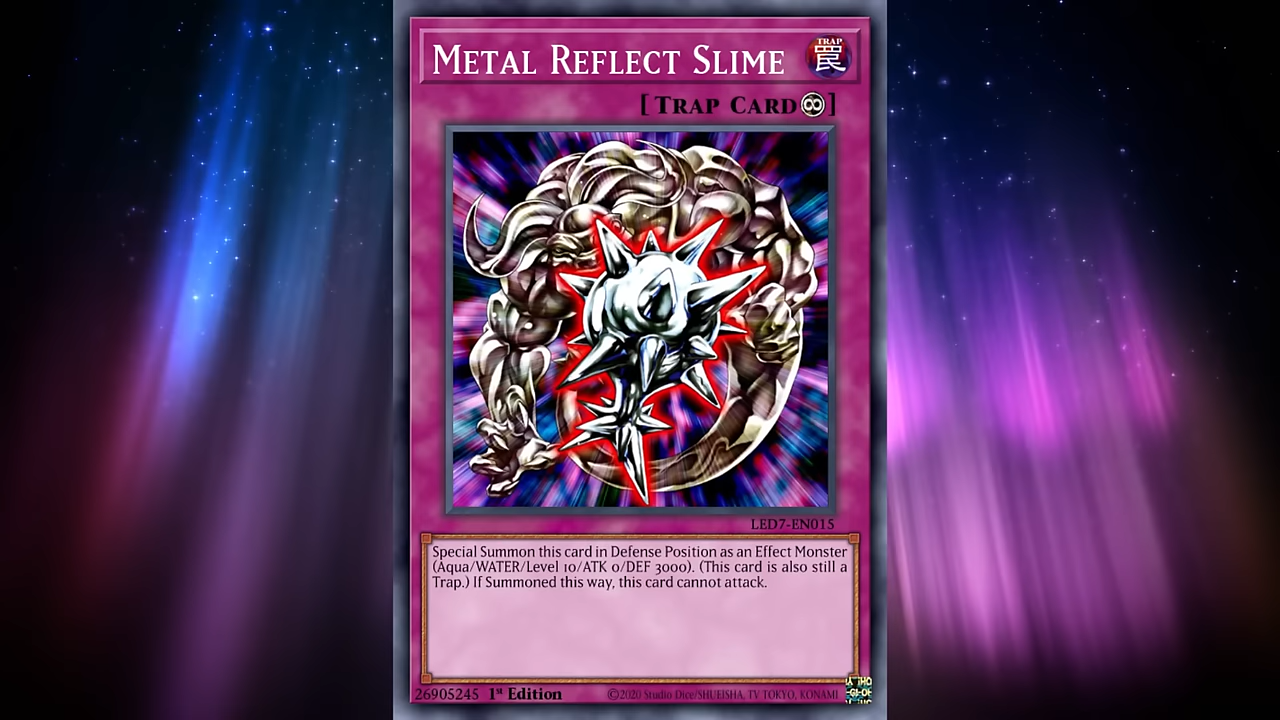 METAL REFLECT SLIME
TRAP
罠
[TRAP CARD♾]
LED7-EN015
Special Summon this card in Defense Position as an Effect Monster
(Aqua/WATER/Level 10/ATK 0/DEF 3000). (This card is also still a
Trap.) If Summoned this way, this card cannot attack.
26905245 1st Edition ©2020 Studio Dice/SHUEISHA, TV TOKYO, KONAMI